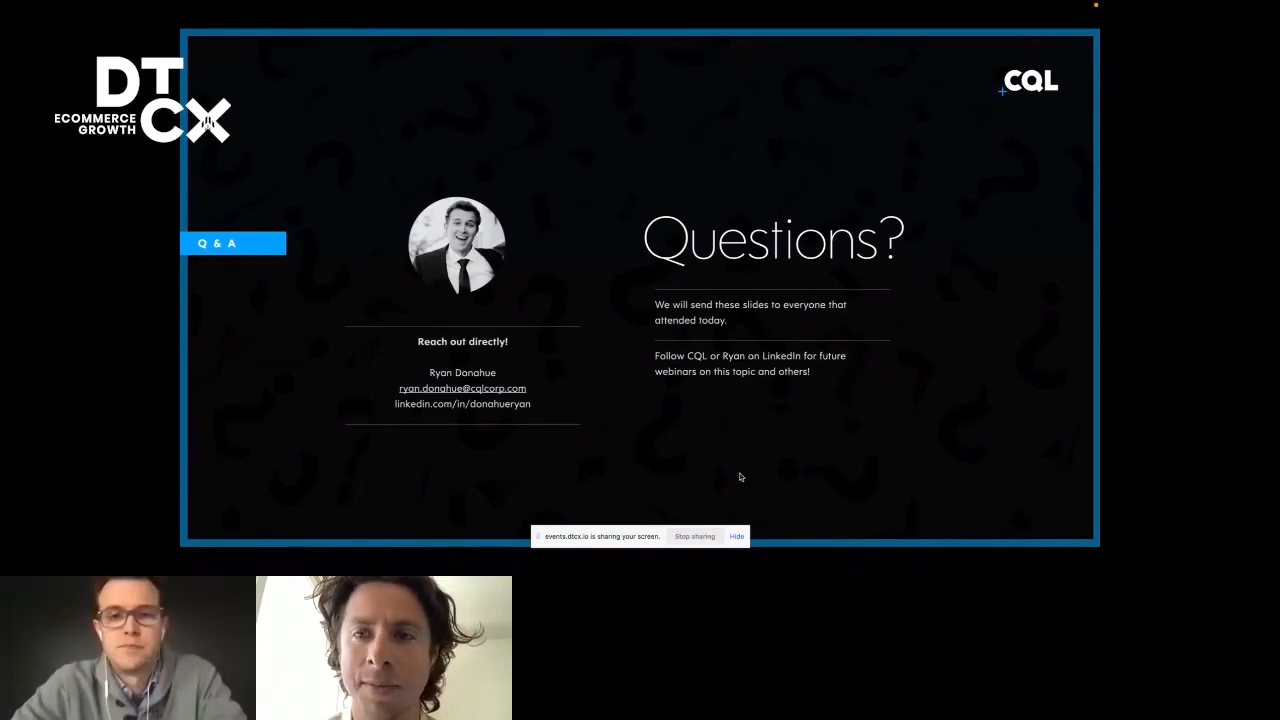 DT
ECOMMERCE
GROWTH
CX
CQL
Q & A
Questions?
We will send these slides to everyone that
attended today.
Follow CQL or Ryan on LinkedIn for future
webinars on this topic and others!
Reach out directly!
Ryan Donahue
ryan.donahue@cqlcorp.com
linkedin.com/in/donahueryan
events.dtcx.io is sharing your screen. Stop sharing Hide